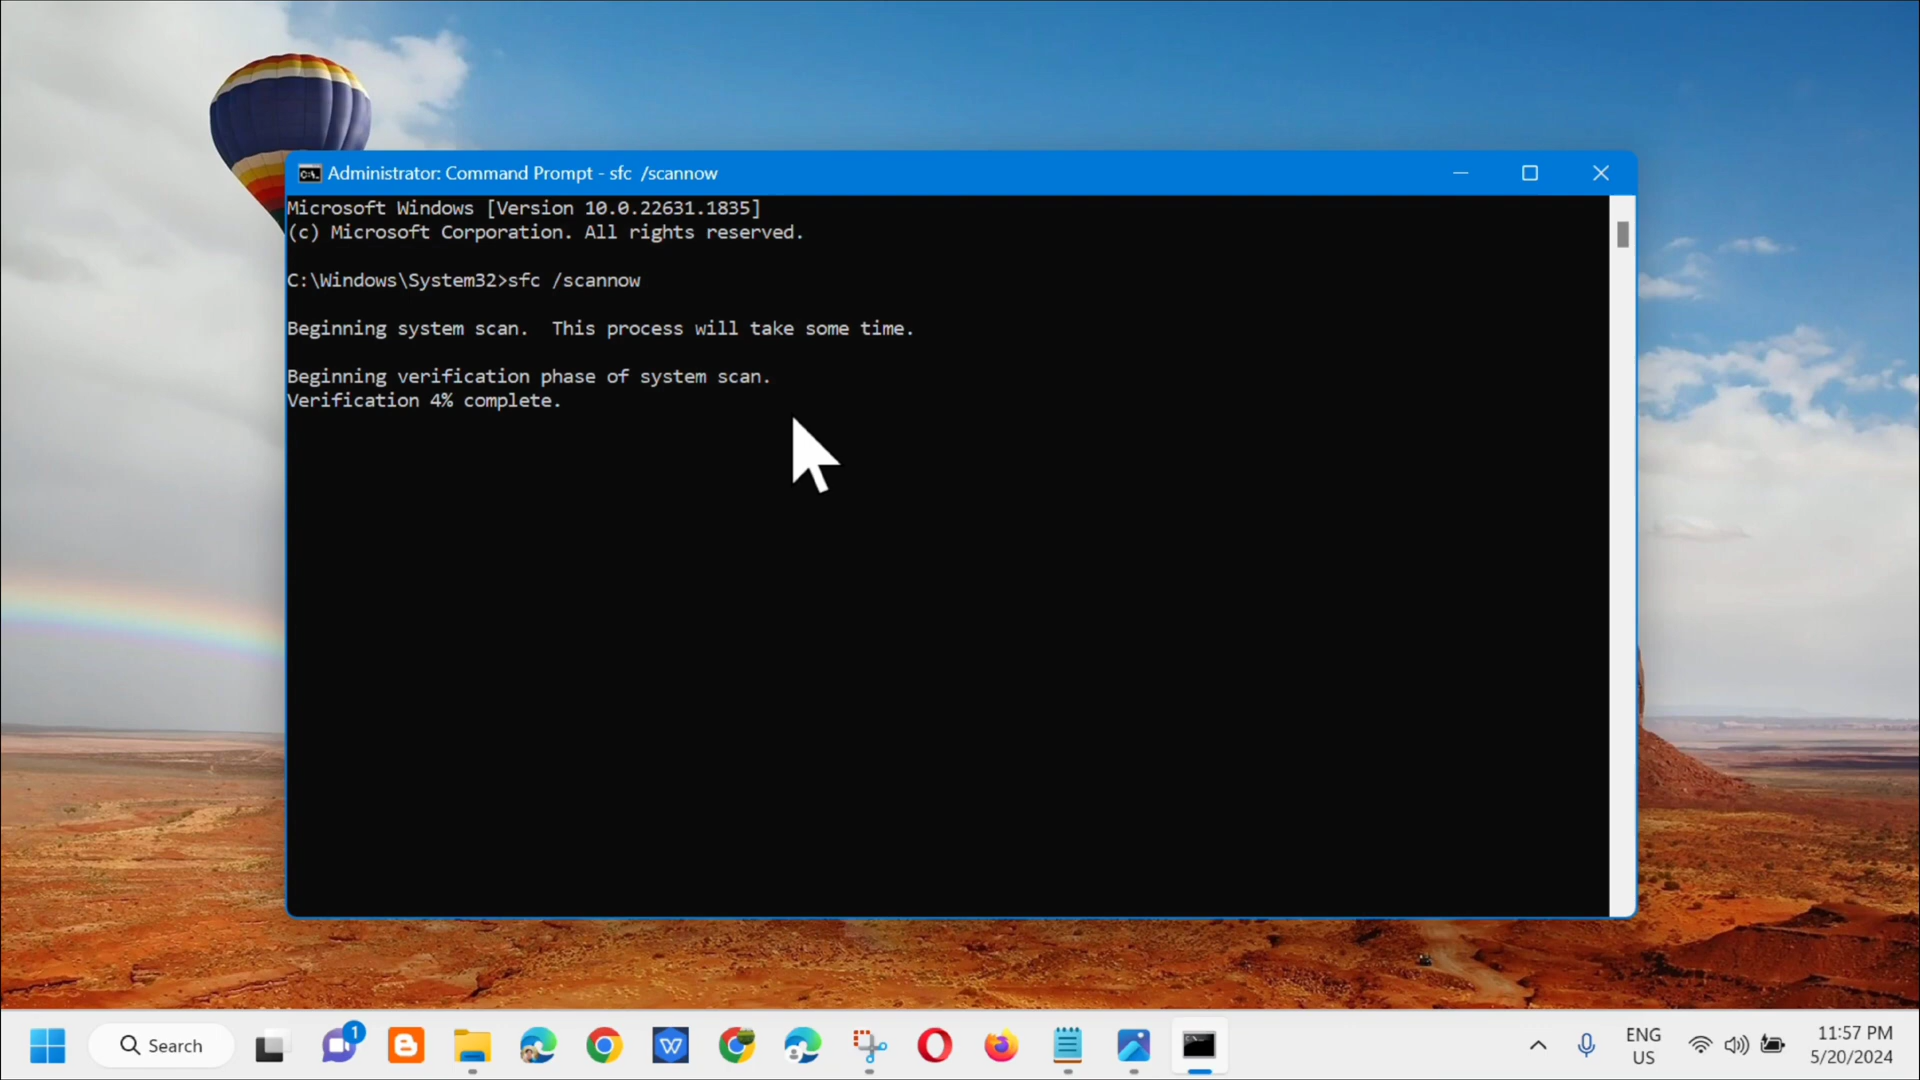 Administrator: Command Prompt - sfc  /scannow
Microsoft Windows [Version 10.0.22631.1835]
(c) Microsoft Corporation. All rights reserved.
C:\Windows\System32>sfc /scannow
Beginning system scan.  This process will take some time.
Beginning verification phase of system scan.
Verification 4% complete.
1
Search
ENG
US
11:57 PM
5/20/2024